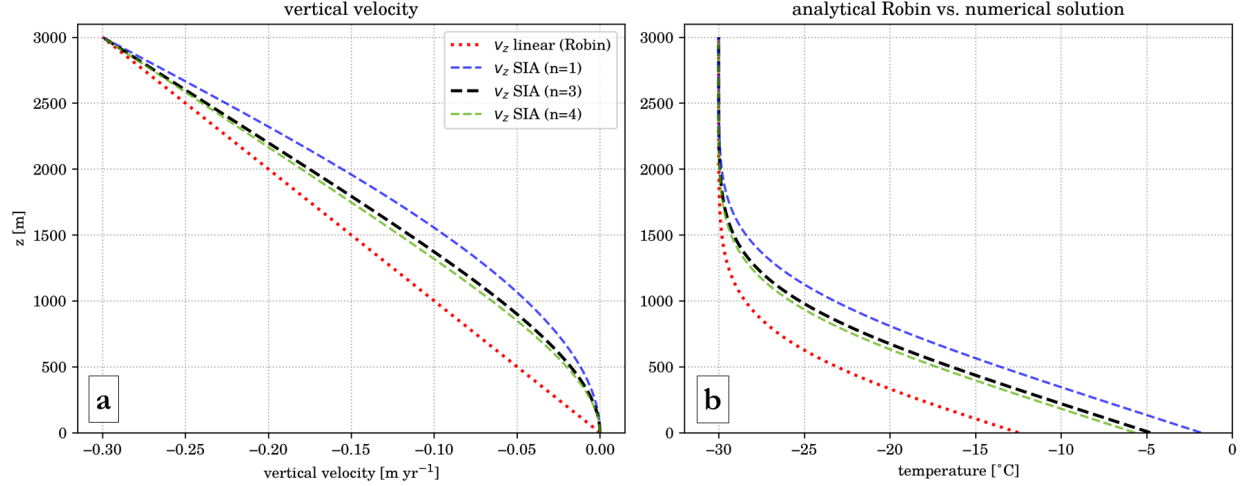 vertical velocity
3000
2500
2000
1500
1000
500
0
z [m]
−0.30
−0.25
−0.20
−0.15
−0.10
−0.05
0.00
vertical velocity [m yr⁻¹]
v_z linear (Robin)
v_z SIA (n=1)
v_z SIA (n=3)
v_z SIA (n=4)
a
analytical Robin vs. numerical solution
3000
2500
2000
1500
1000
500
0
−30
−25
−20
−15
−10
−5
0
temperature [˚C]
b